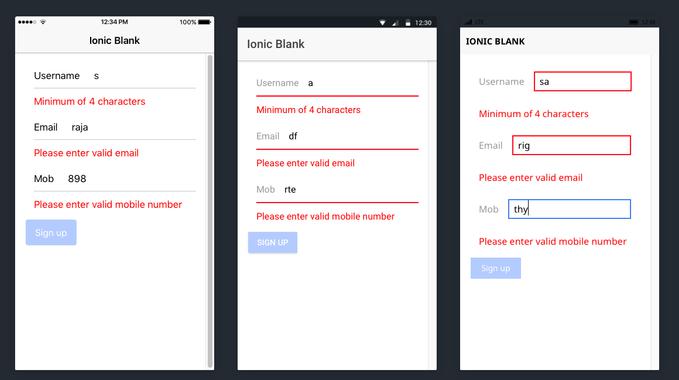 12:34 PM 100%
Ionic Blank
Username s
Minimum of 4 characters
Email raja
Please enter valid email
Mob 898
Please enter valid mobile number
Sign up
12:30
Ionic Blank
Username a
Minimum of 4 characters
Email df
Please enter valid email
Mob rte
Please enter valid mobile number
SIGN UP
LTE
IONIC BLANK
Username sa
Minimum of 4 characters
Email rig
Please enter valid email
Mob thy
Please enter valid mobile number
Sign up